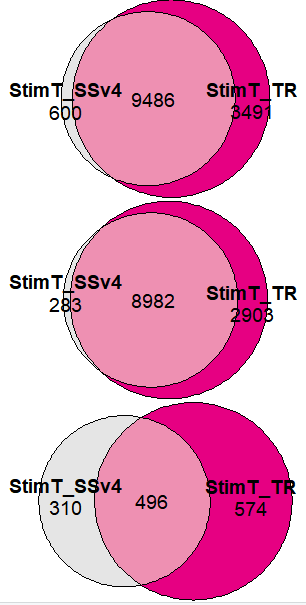 StimT_SSv4 StimT_TR
600 9486 3491
StimT_SSv4 StimT_TR
283 8982 2903
StimT_SSv4 StimT_TR
310 496 574